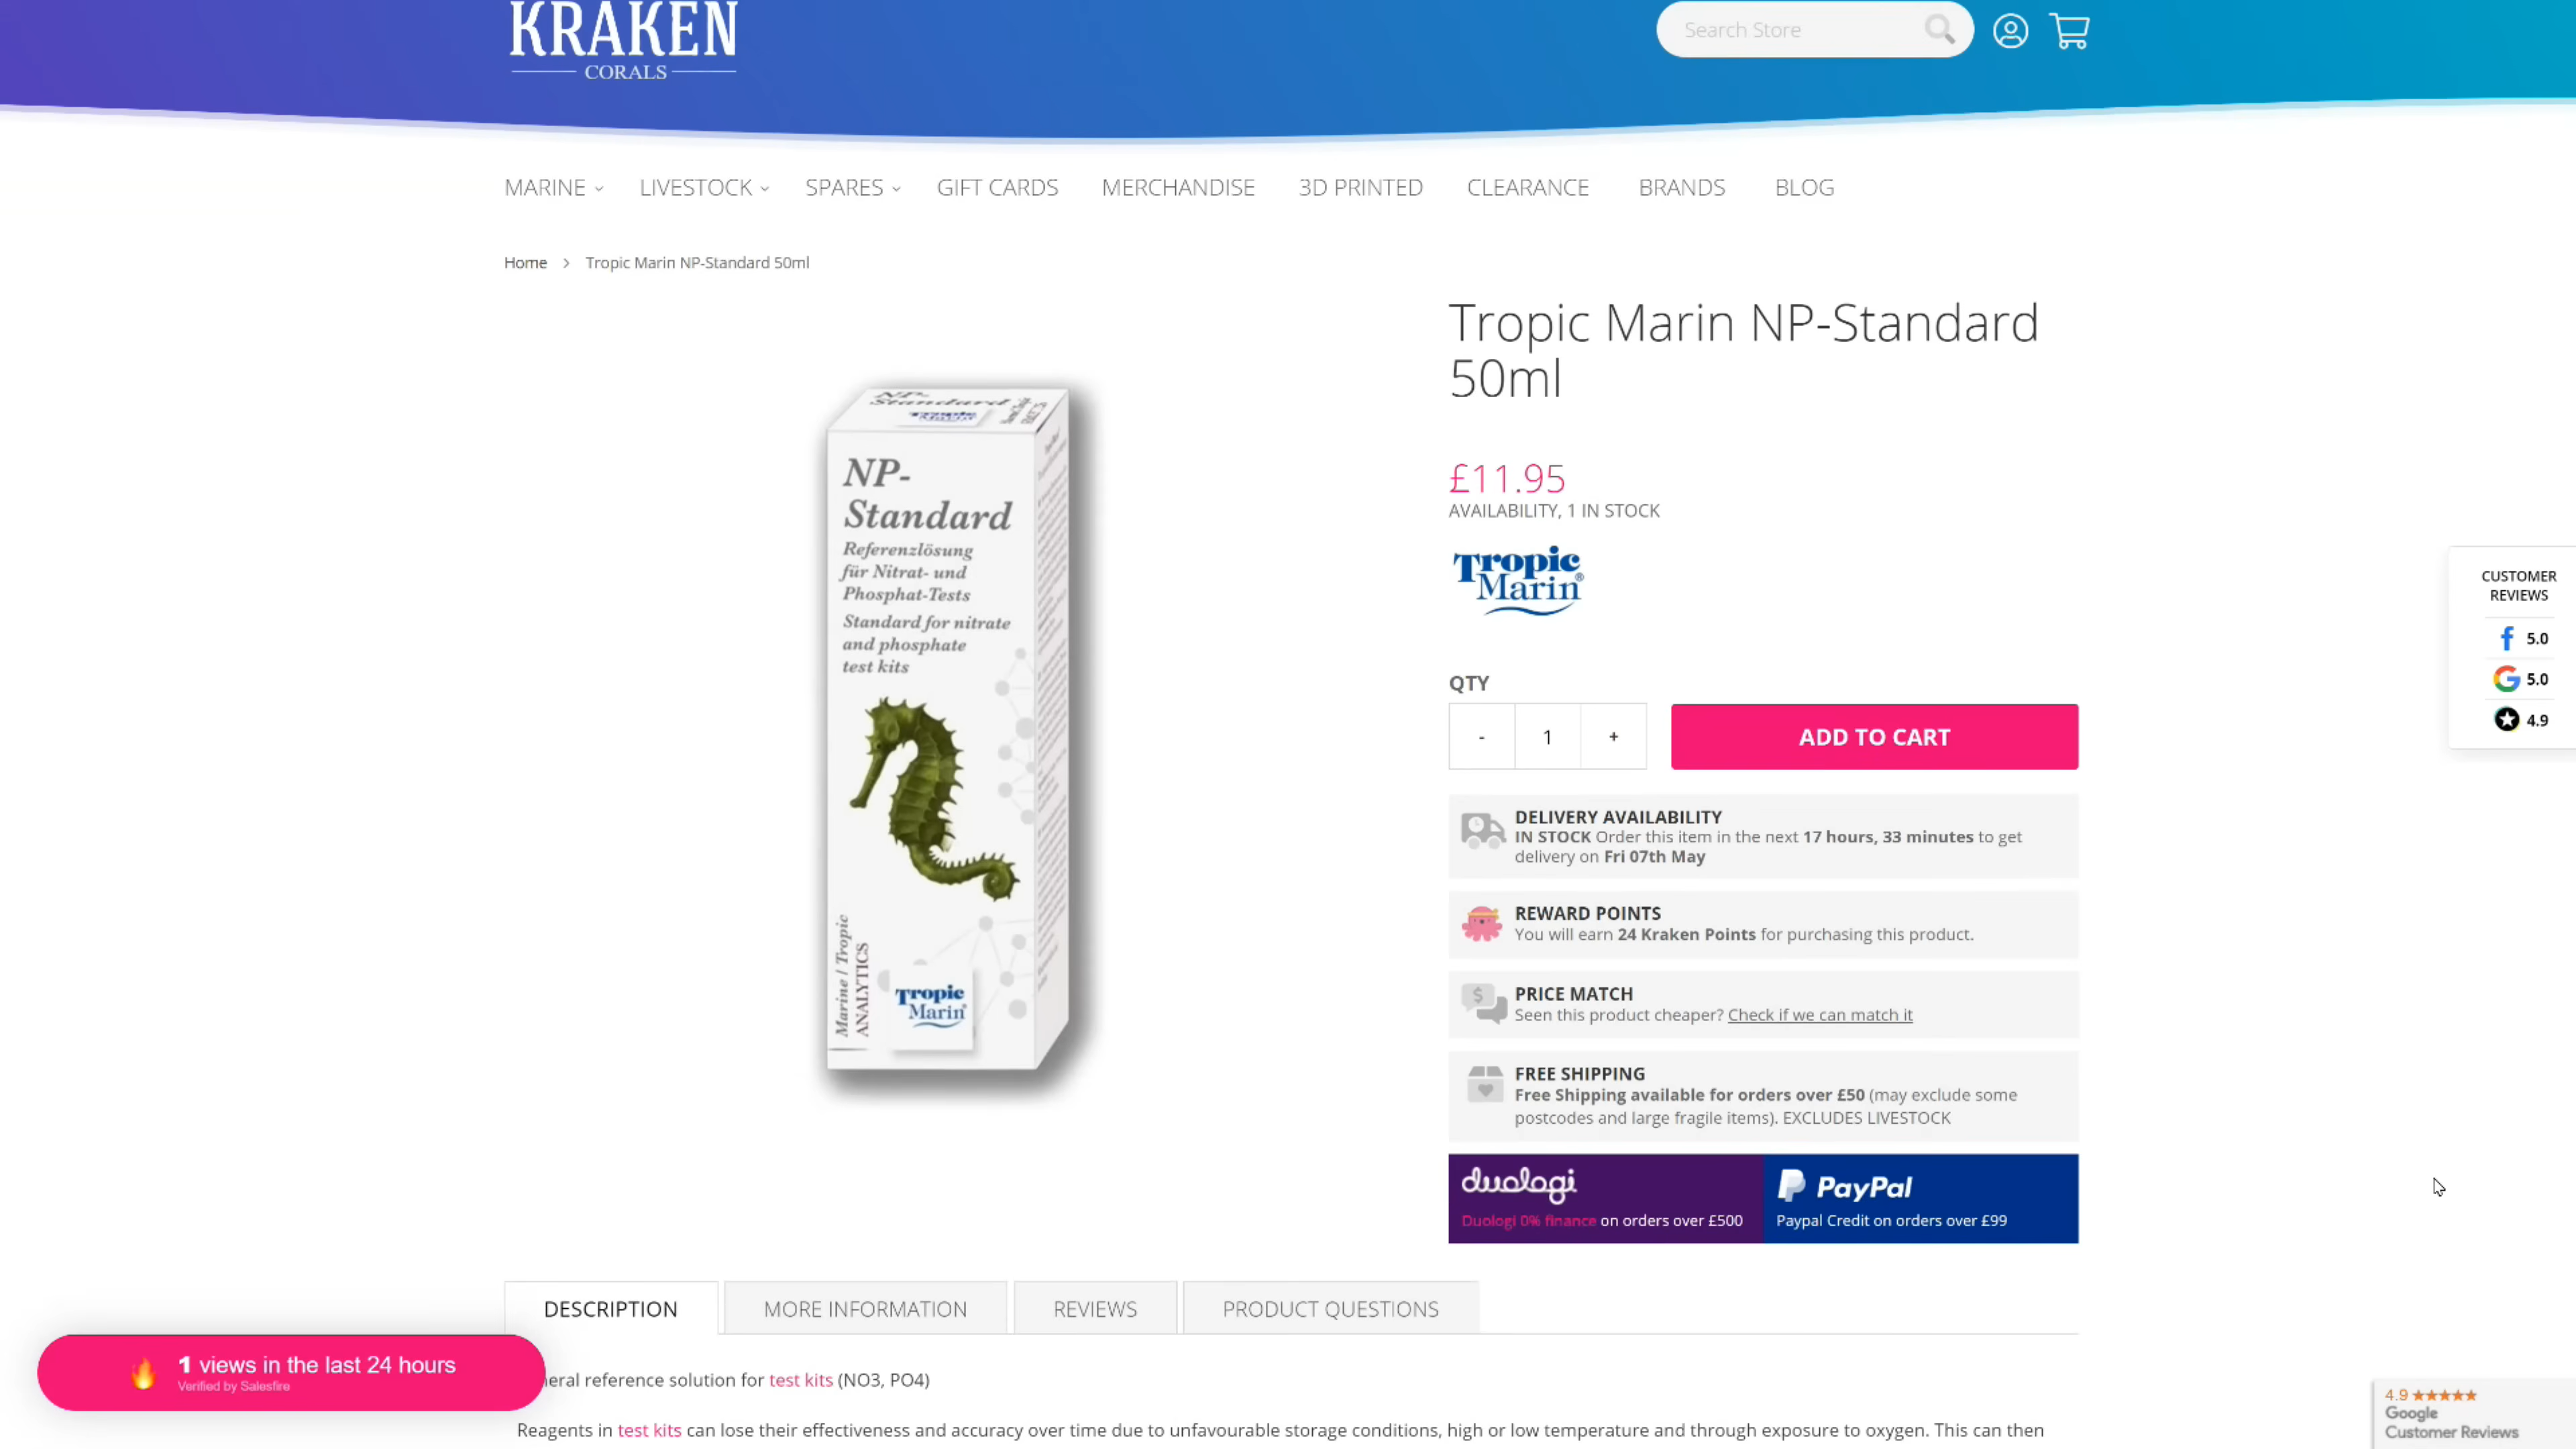 KRAKEN
CORALS
Search Store
MARINE
LIVESTOCK
SPARES
GIFT CARDS
MERCHANDISE
3D PRINTED
CLEARANCE
BRANDS
BLOG
Home > Tropic Marin NP-Standard 50ml
NP-
Standard
Tropic
Marin
NP-
Standard
Referenzlösung
für Nitrat- und
Phosphat-Tests
Standard for nitrate
and phosphate
test kits
Marine / Tropic
ANALYTICS
Tropic
Marin
Tropic Marin NP-Standard
50ml
£11.95
AVAILABILITY, 1 IN STOCK
Tropic
Marin®
QTY
- 1 +
ADD TO CART
DELIVERY AVAILABILITY
IN STOCK Order this item in the next 17 hours, 33 minutes to get
delivery on Fri 07th May
REWARD POINTS
You will earn 24 Kraken Points for purchasing this product.
PRICE MATCH
Seen this product cheaper? Check if we can match it
FREE SHIPPING
Free Shipping available for orders over £50 (may exclude some
postcodes and large fragile items). EXCLUDES LIVESTOCK
duologi
Duologi 0% finance on orders over £500
PayPal
Paypal Credit on orders over £99
CUSTOMER
REVIEWS
5.0
5.0
4.9
DESCRIPTION
MORE INFORMATION
REVIEWS
PRODUCT QUESTIONS
1 views in the last 24 hours
Verified by Salesfire
reference solution for test kits (NO3, PO4)
Reagents in test kits can lose their effectiveness and accuracy over time due to unfavourable storage conditions, high or low temperature and through exposure to oxygen. This can then
4.9 ★★★★★
Google
Customer Reviews